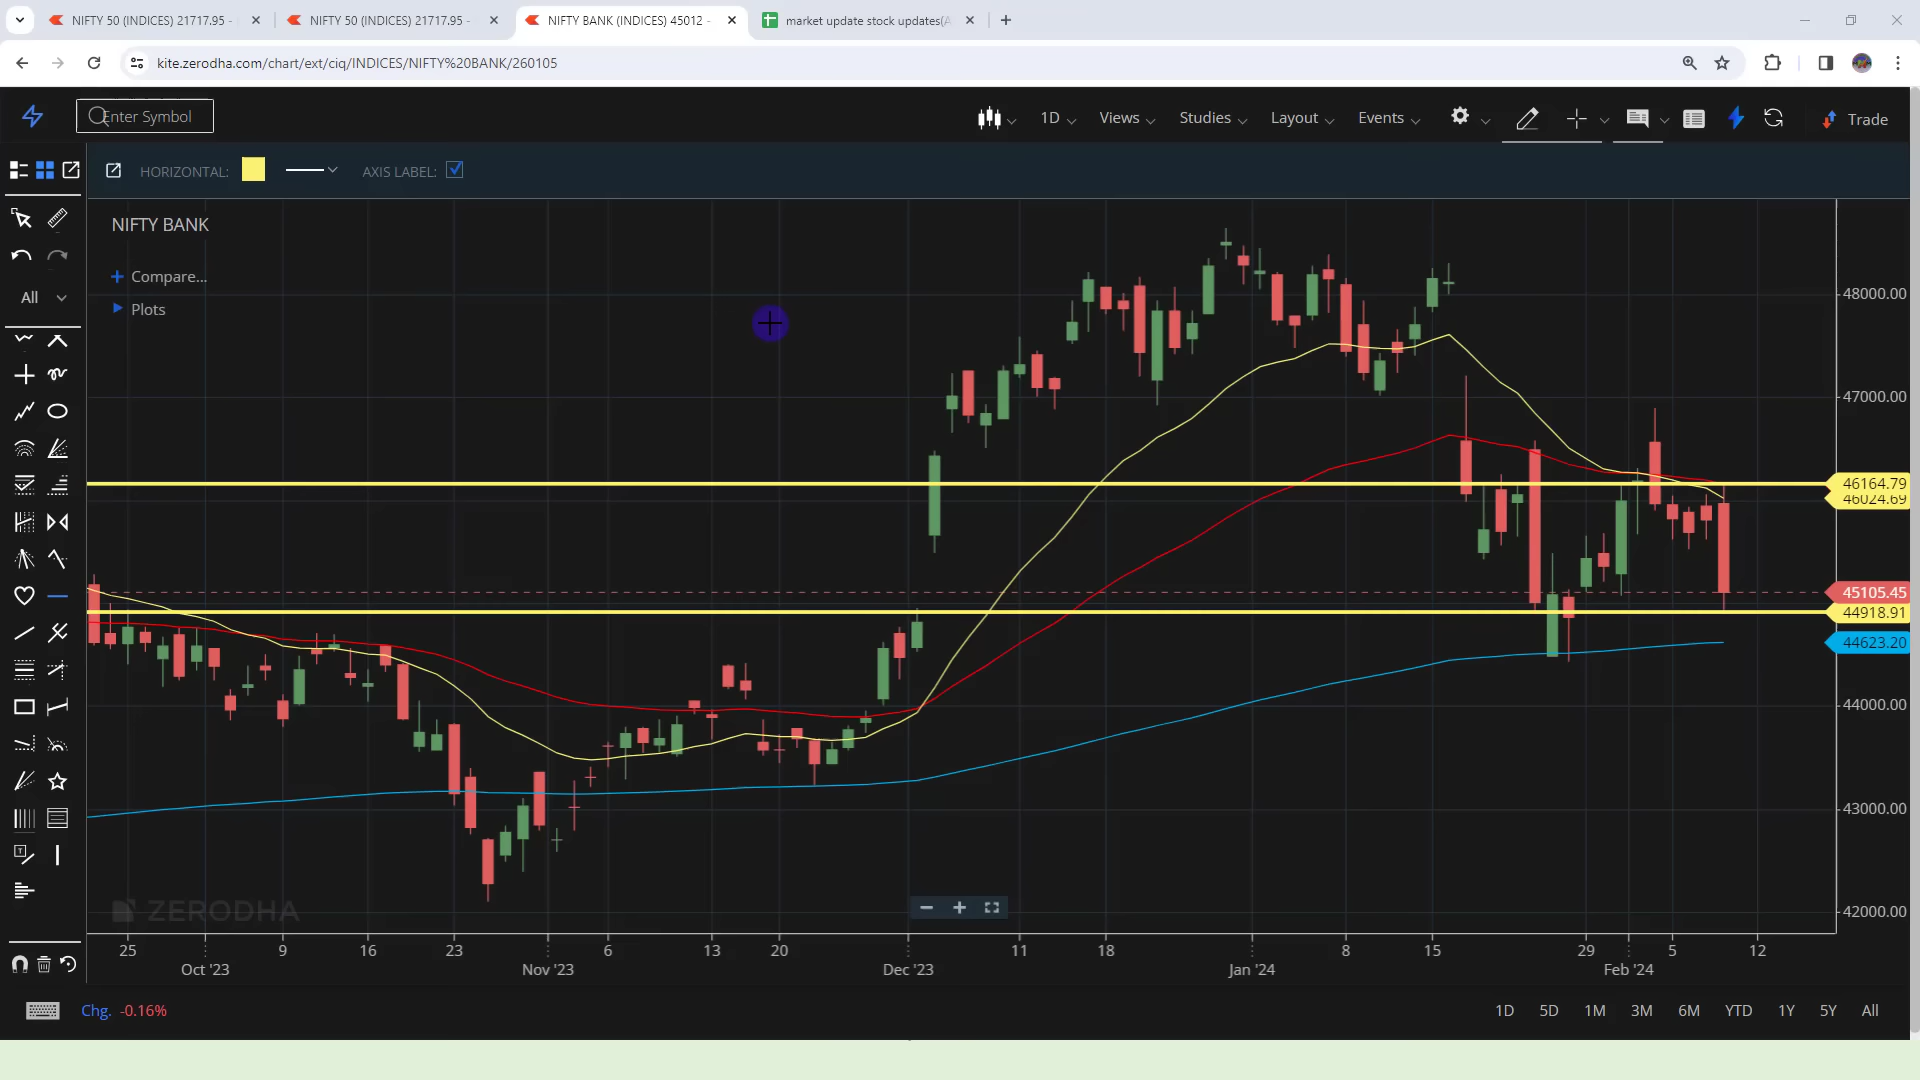 NIFTY 50 (INDICES) 21717.95 -
NIFTY 50 (INDICES) 21717.95 -
NIFTY BANK (INDICES) 45012 -
market update stock updates(A
kite.zerodha.com/chart/ext/ciq/INDICES/NIFTY%20BANK/260105
Enter Symbol
1D
Views
Studies
Layout
Events
Trade
HORIZONTAL:
AXIS LABEL:
NIFTY BANK
Compare...
All
Plots
48000.00
47000.00
46164.79
46024.69
45105.45
44918.91
44623.20
44000.00
43000.00
42000.00
ZERODHA
25 9 16 23 6 13 20 11 18 8 15 29 5 12
Oct '23 Nov '23 Dec '23 Jan '24 Feb '24
Chg. -0.16%
1D 5D 1M 3M 6M YTD 1Y 5Y All